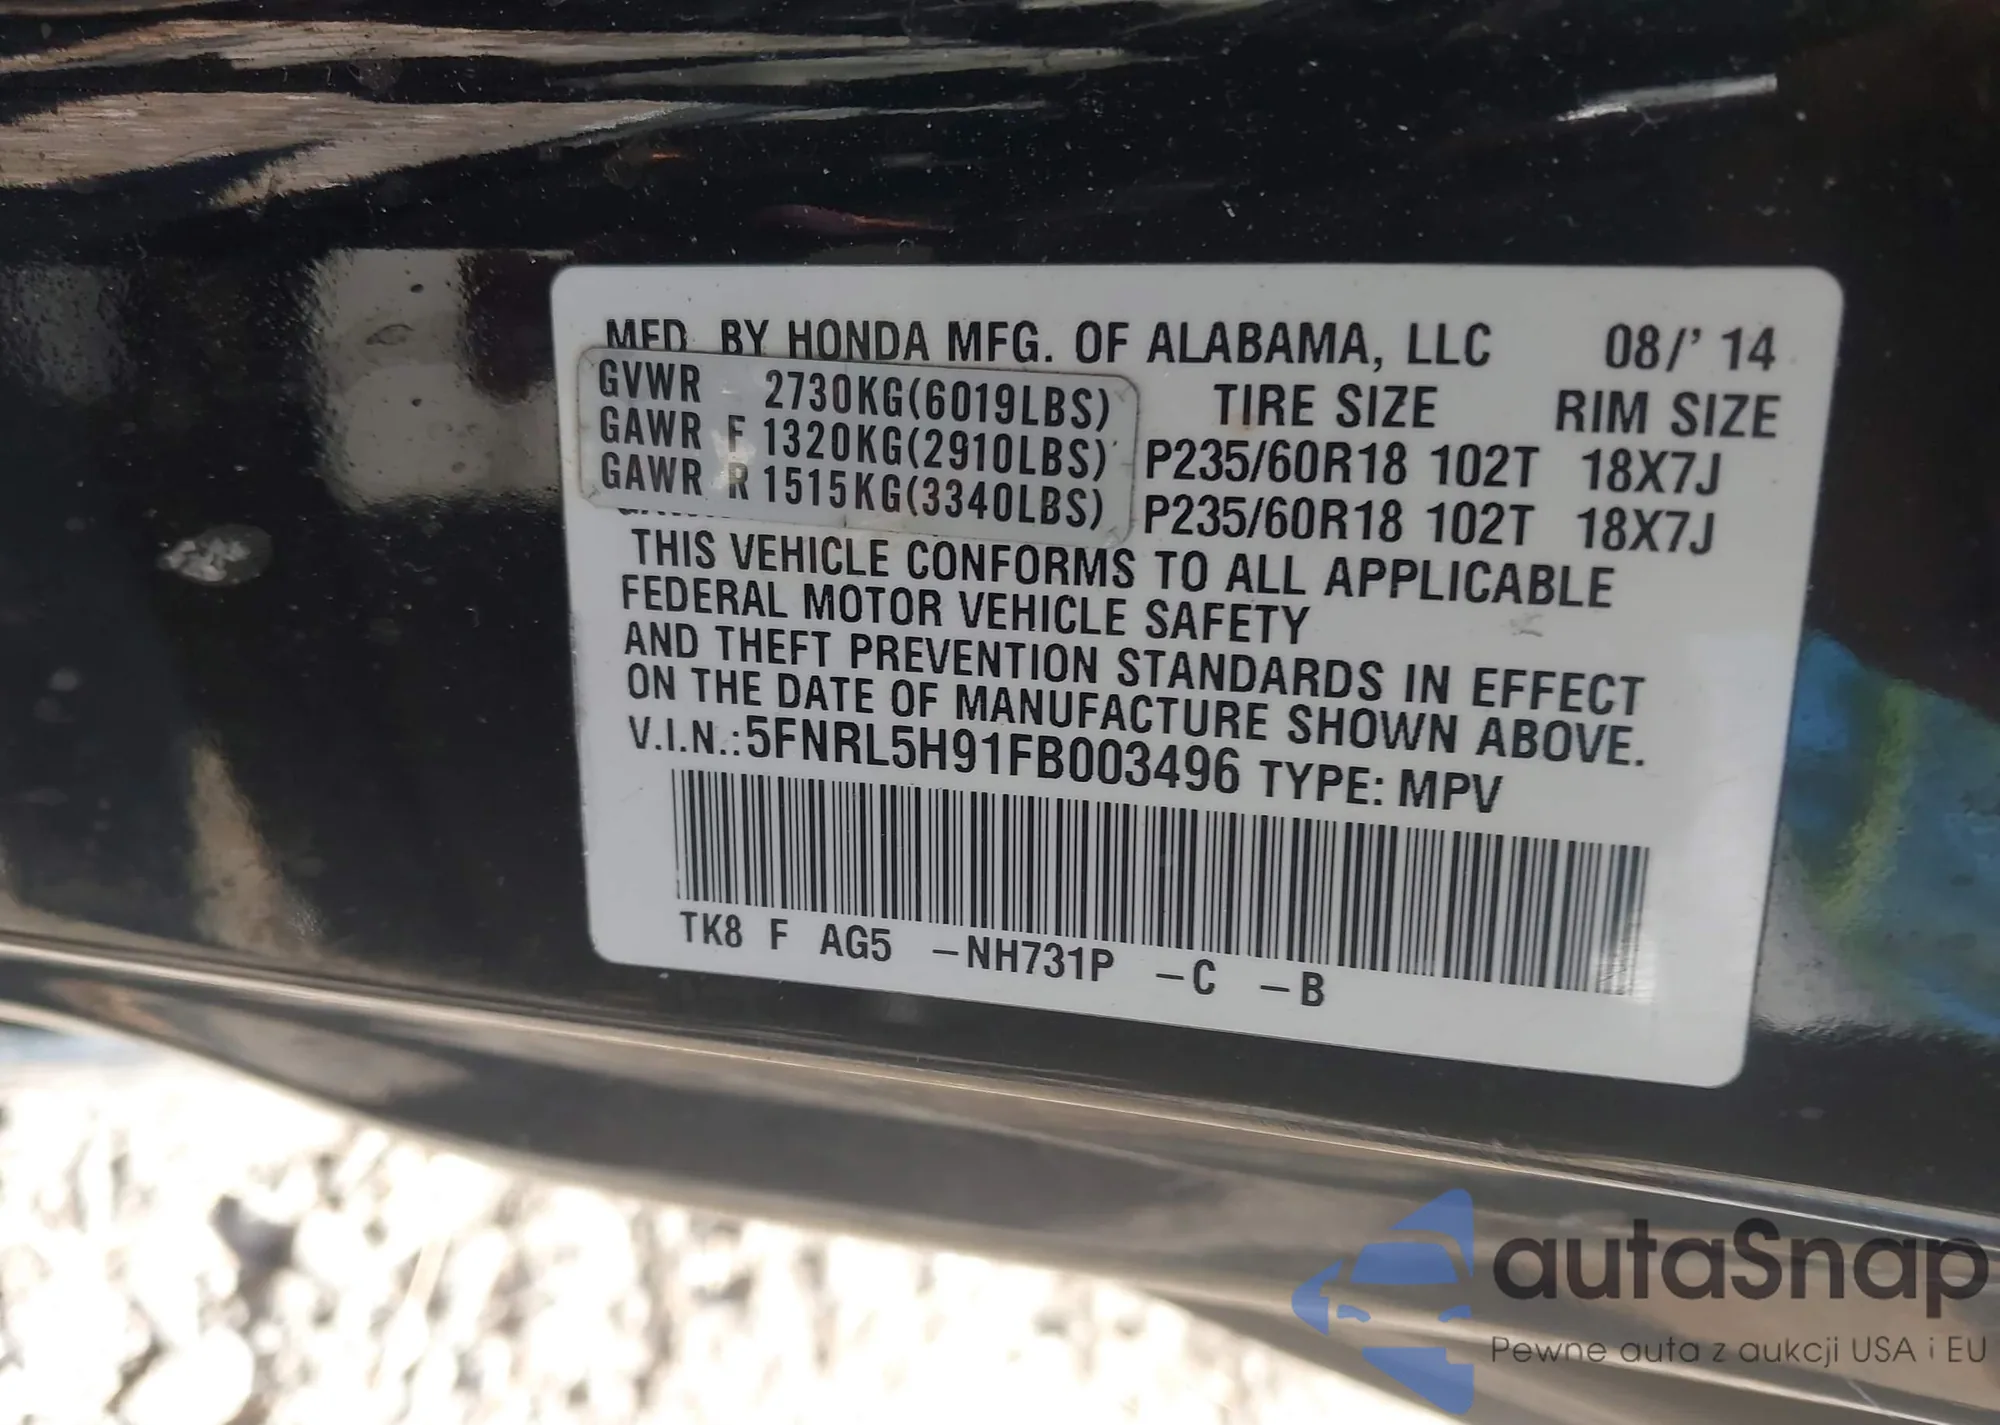 MFD. BY HONDA MFG. OF ALABAMA, LLC 08/' 14
GVWR 2730KG(6019LBS) TIRE SIZE RIM SIZE
GAWR F 1320KG(2910LBS) P235/60R18 102T 18X7J
GAWR R 1515KG(3340LBS) P235/60R18 102T 18X7J
THIS VEHICLE CONFORMS TO ALL APPLICABLE
FEDERAL MOTOR VEHICLE SAFETY
AND THEFT PREVENTION STANDARDS IN EFFECT
ON THE DATE OF MANUFACTURE SHOWN ABOVE.
V.I.N.:5FNRL5H91FB003496 TYPE: MPV
TK8 F AG5 -NH731P -C -B
autaSnap
Pewne auta z aukcji USA i EU